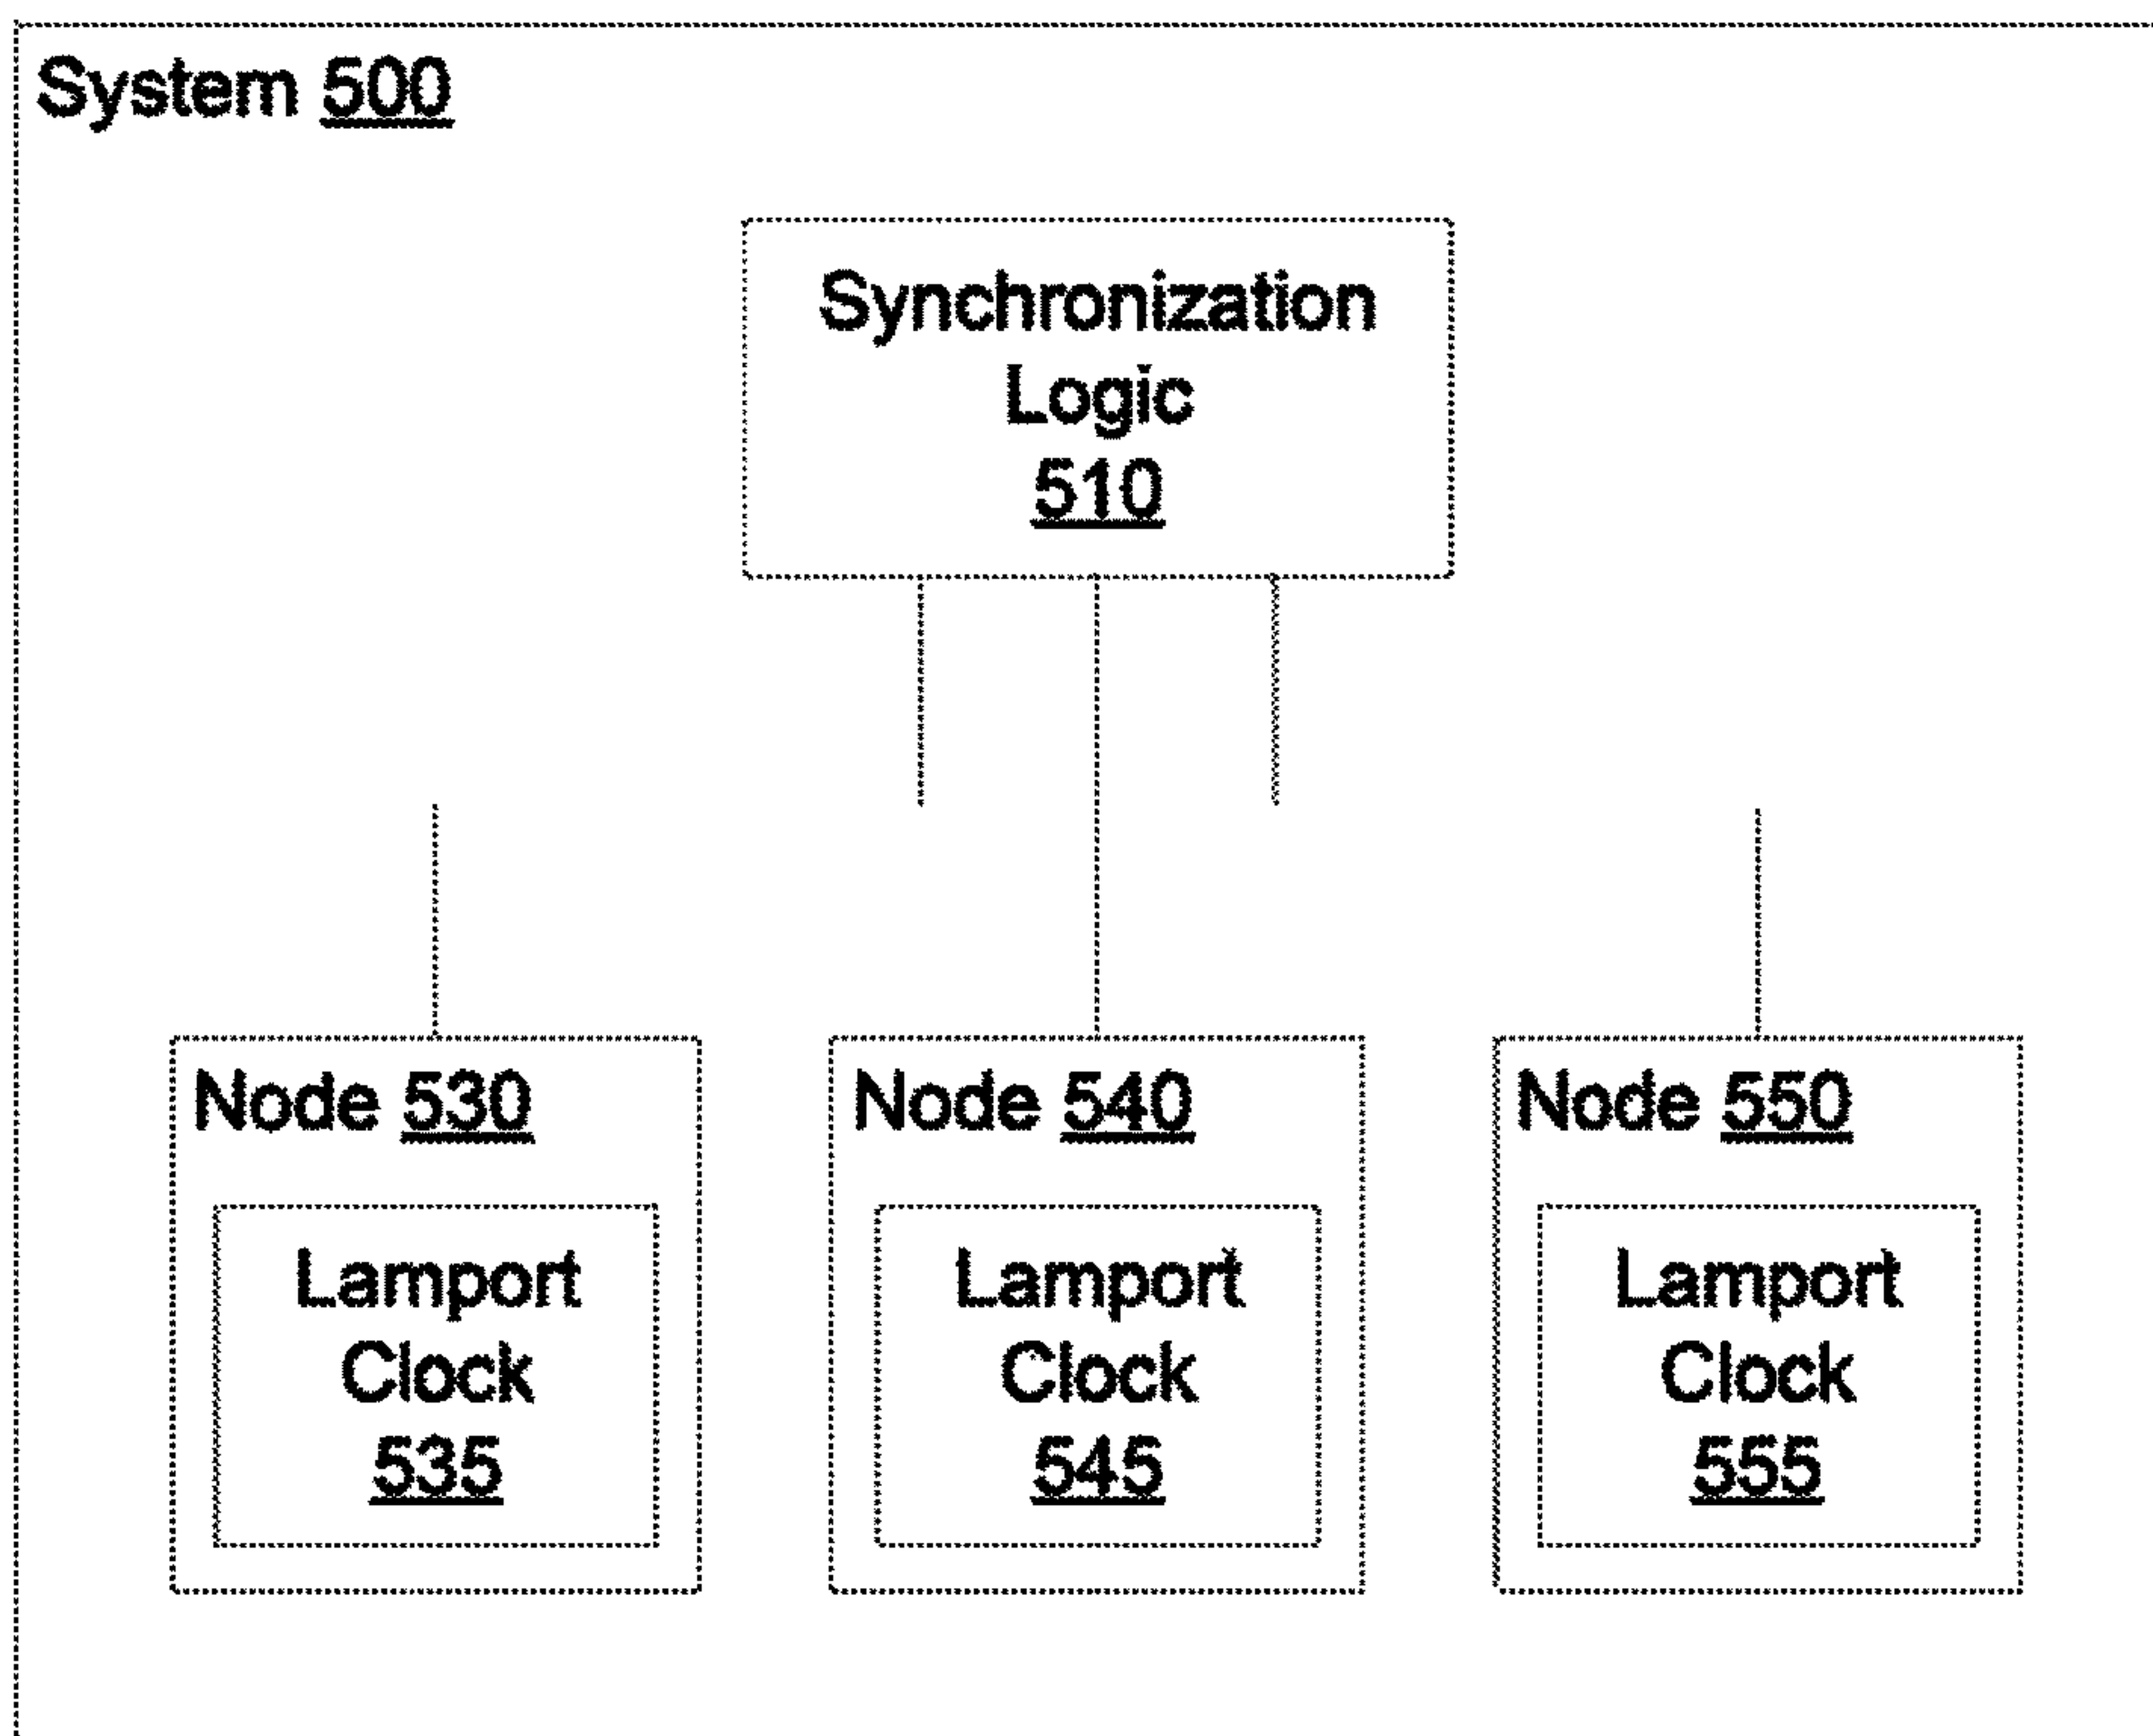 System 500
Synchronization
Logic
510
Node 530
Lamport
Clock
535
Node 540
Lamport
Clock
545
Node 550
Lamport
Clock
555